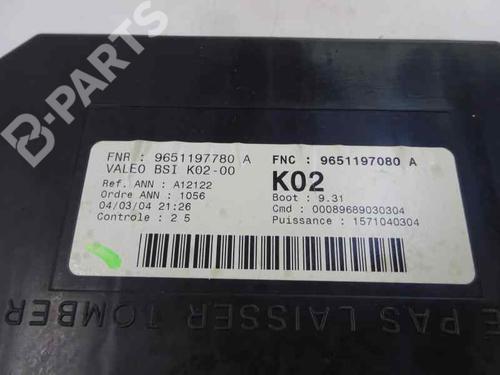 B-PARTS
FNR : 9651197780 A
FNC : 9651197080 A
VALEO BSI K02-00
K02
Ref. ANN : A12122
Boot : 9.31
Ordre ANN : 1056
Cmd : 00089689030304
04/03/04 21:26
Puissance : 1571040304
Controle : 2 5
E PAS LAISSER TOMBER